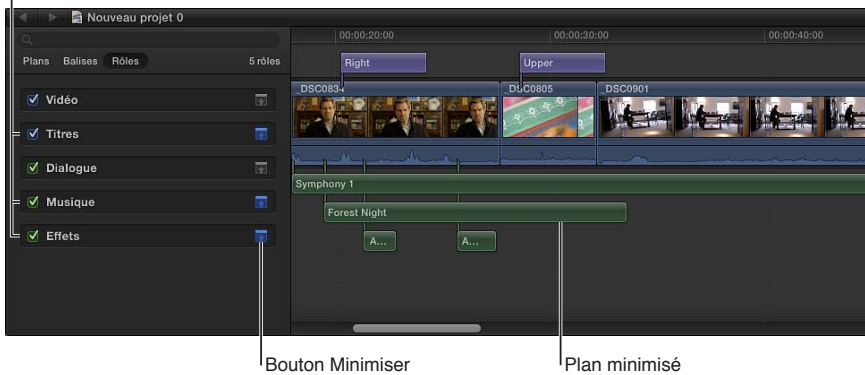 Nouveau projet 0
00:00:20:00 00:00:30:00 00:00:40:00
Plans Balises Rôles 5 rôles
Right Upper
_DSC0834 _DSC0805 _DSC0901
Vidéo
Titres
Dialogue
Symphony 1
Musique
Forest Night
Effets
A... A...
Bouton Minimiser Plan minimisé